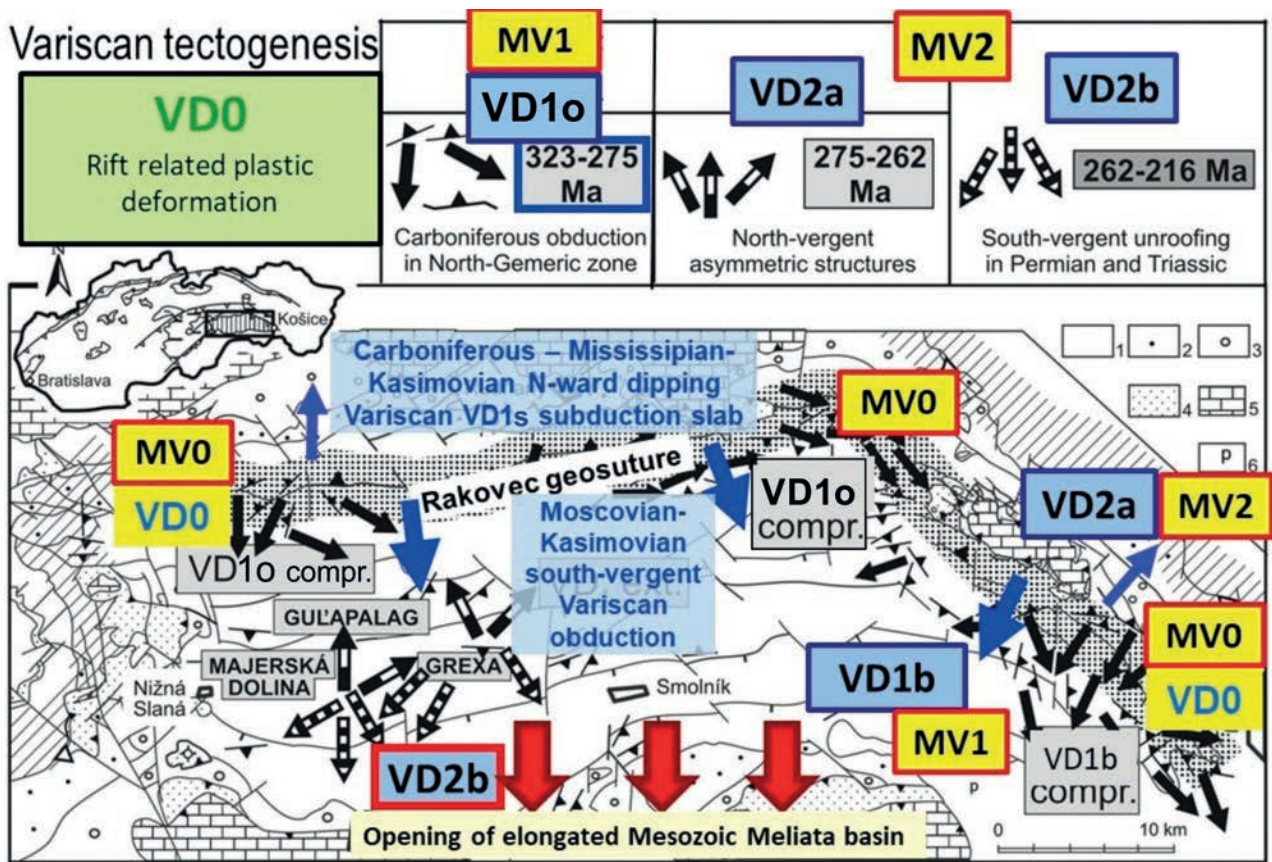 Variscan tectogenesis
VD0
Rift related plastic
deformation
MV1
VD1o
323-275
Ma
Carboniferous obduction
in North-Gemeric zone
MV2
VD2a
275-262
Ma
North-vergent
asymmetric structures
VD2b
262-216 Ma
South-vergent unroofing
in Permian and Triassic
N
Košice
Bratislava
Carboniferous – Missisipian-
Kasimovian N-ward dipping
Variscan VD1s subduction slab
1
2
3
4
5
p
6
MV0
VD0
MV0
Rakovec geosuture
VD1o
compr.
VD2a
MV2
VD1o compr.
Moscovian-
Kasimovian
south-vergent
Variscan
obduction
ext.
GUĽAPALAG
MAJERSKÁ
DOLINA
GREXA
Nižná
Slaná
Smolník
MV0
VD0
VD1b
MV1
p
VD1b
compr.
VD2b
Opening of elongated Mesozoic Meliata basin
0
10 km